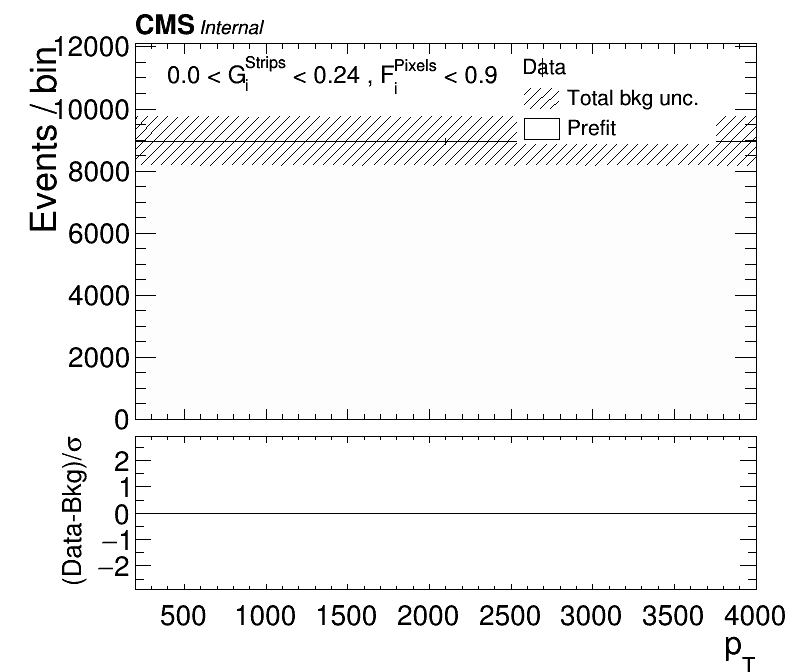 CMS Internal
12000
10000
8000
6000
4000
2000
0
Events / bin
0.0 < G_i^Strips < 0.24 , F_i^Pixels < 0.9
Data
Total bkg unc.
Prefit
2
1
0
−1
−2
(Data-Bkg)/σ
500 1000 1500 2000 2500 3000 3500 4000
p_T